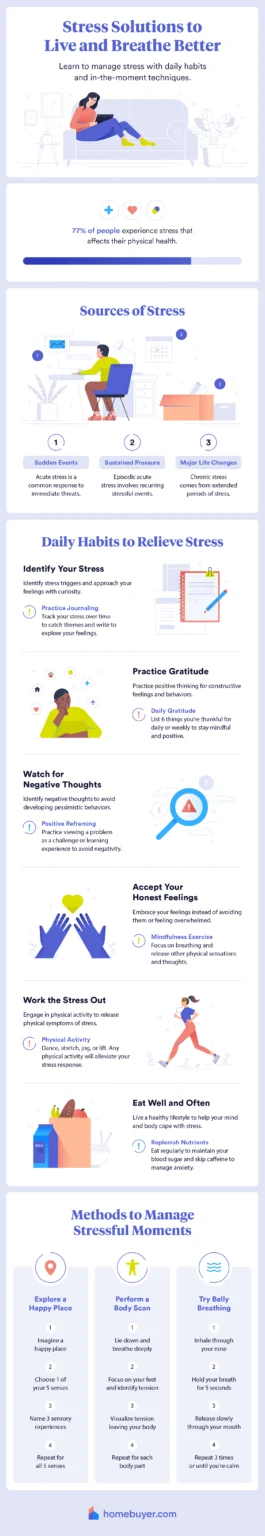 Stress Solutions to
Live and Breathe Better
Learn to manage stress with daily habits
and in-the-moment techniques.
77% of people experience stress that
affects their physical health.
Sources of Stress
1
2
3
1
2
3
Sudden Events
Sustained Pressure
Major Life Changes
Acute stress is a
common response to
immediate threats.
Episodic acute
stress involves recurring
stressful events.
Chronic stress
comes from extended
periods of stress.
Daily Habits to Relieve Stress
Identify Your Stress
Identify stress triggers and approach your
feelings with curiosity.
Practice Journaling
Track your stress over time
to catch themes and write to
explore your feelings.
Practice Gratitude
Practice positive thinking for constructive
feelings and behaviors.
Daily Gratitude
List 6 things you're thankful for
daily or weekly to stay mindful
and positive.
Watch for
Negative Thoughts
Identify negative thoughts to avoid
developing pessimistic behaviors.
Positive Reframing
Practice viewing a problem
as a challenge or learning
experience to avoid negativity.
Accept Your
Honest Feelings
Embrace your feelings instead of avoiding
them or feeling overwhelmed.
Mindfulness Exercise
Focus on breathing and
release other physical sensations
and thoughts.
Work the Stress Out
Engage in physical activity to release
physical symptoms of stress.
Physical Activity
Dance, stretch, jog, or lift. Any
physical activity will alleviate your
stress response.
Eat Well and Often
Live a healthy lifestyle to help your mind
and body cope with stress.
Replenish Nutrients
Eat regularly to maintain your
blood sugar and skip caffeine to
manage anxiety.
Methods to Manage
Stressful Moments
Explore a
Happy Place
1
Imagine a
happy place
2
Choose 1 of
your 5 senses
3
Name 3 sensory
experiences
4
Repeat for
all 5 senses
Perform a
Body Scan
1
Lie down and
breathe deeply
2
Focus on your feet
and identify tension
3
Visualize tension
leaving your body
4
Repeat for each
body part
Try Belly
Breathing
1
Inhale through
your nose
2
Hold your breath
for 5 seconds
3
Release slowly
through your mouth
4
Repeat 3 times
or until you're calm
homebuyer.com